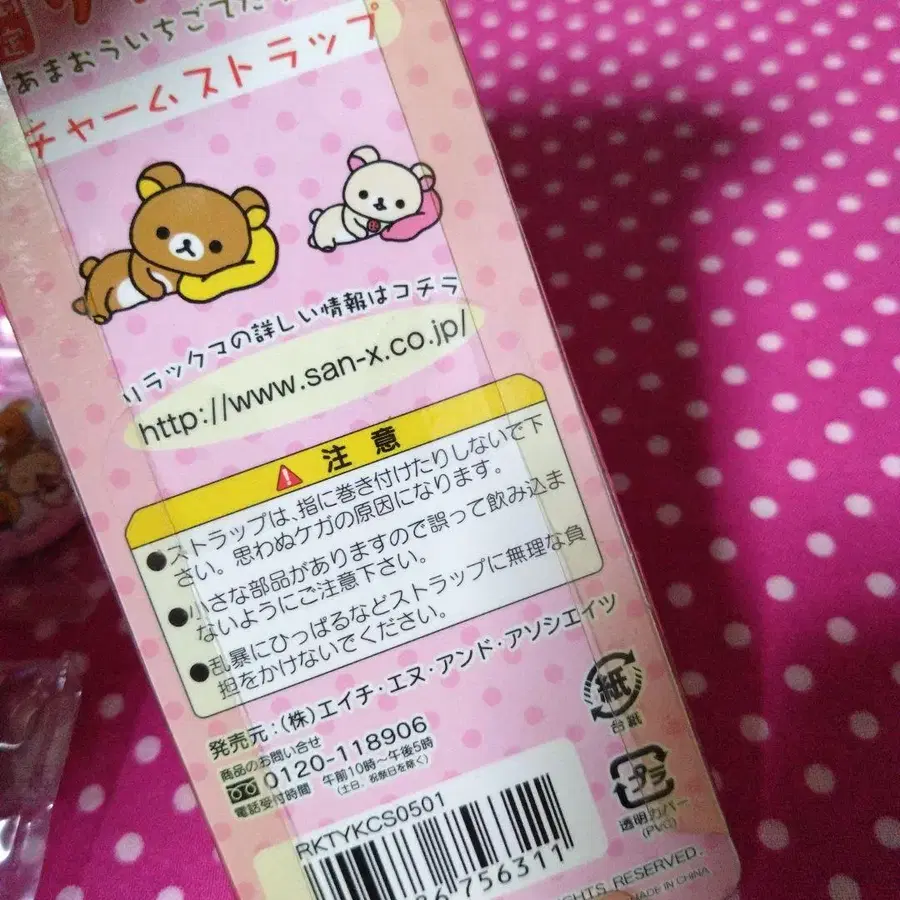 あまおういちご
チャームストラップ
リラックマの詳しい情報はコチラ
http://www.san-x.co.jp/
注意
●ストラップは、指に巻き付けたりしないで下
さい。思わぬケガの原因になります。
●小さな部品がありますので誤って飲み込ま
ないようにご注意下さい。
●乱暴にひっぱるなどストラップに無理な負
担をかけないでください。
発売元:(株)エイチ・エヌ・アンド・アソシエイツ
商品のお問い合せ
0120-118906
電話受付時間 午前10時~午後5時
(土日、祝祭日を除く)
紙
台紙
プラ
透明カバー
(PVC)
RKTYKCS0501
756311
RESERVED.
MADE IN CHINA